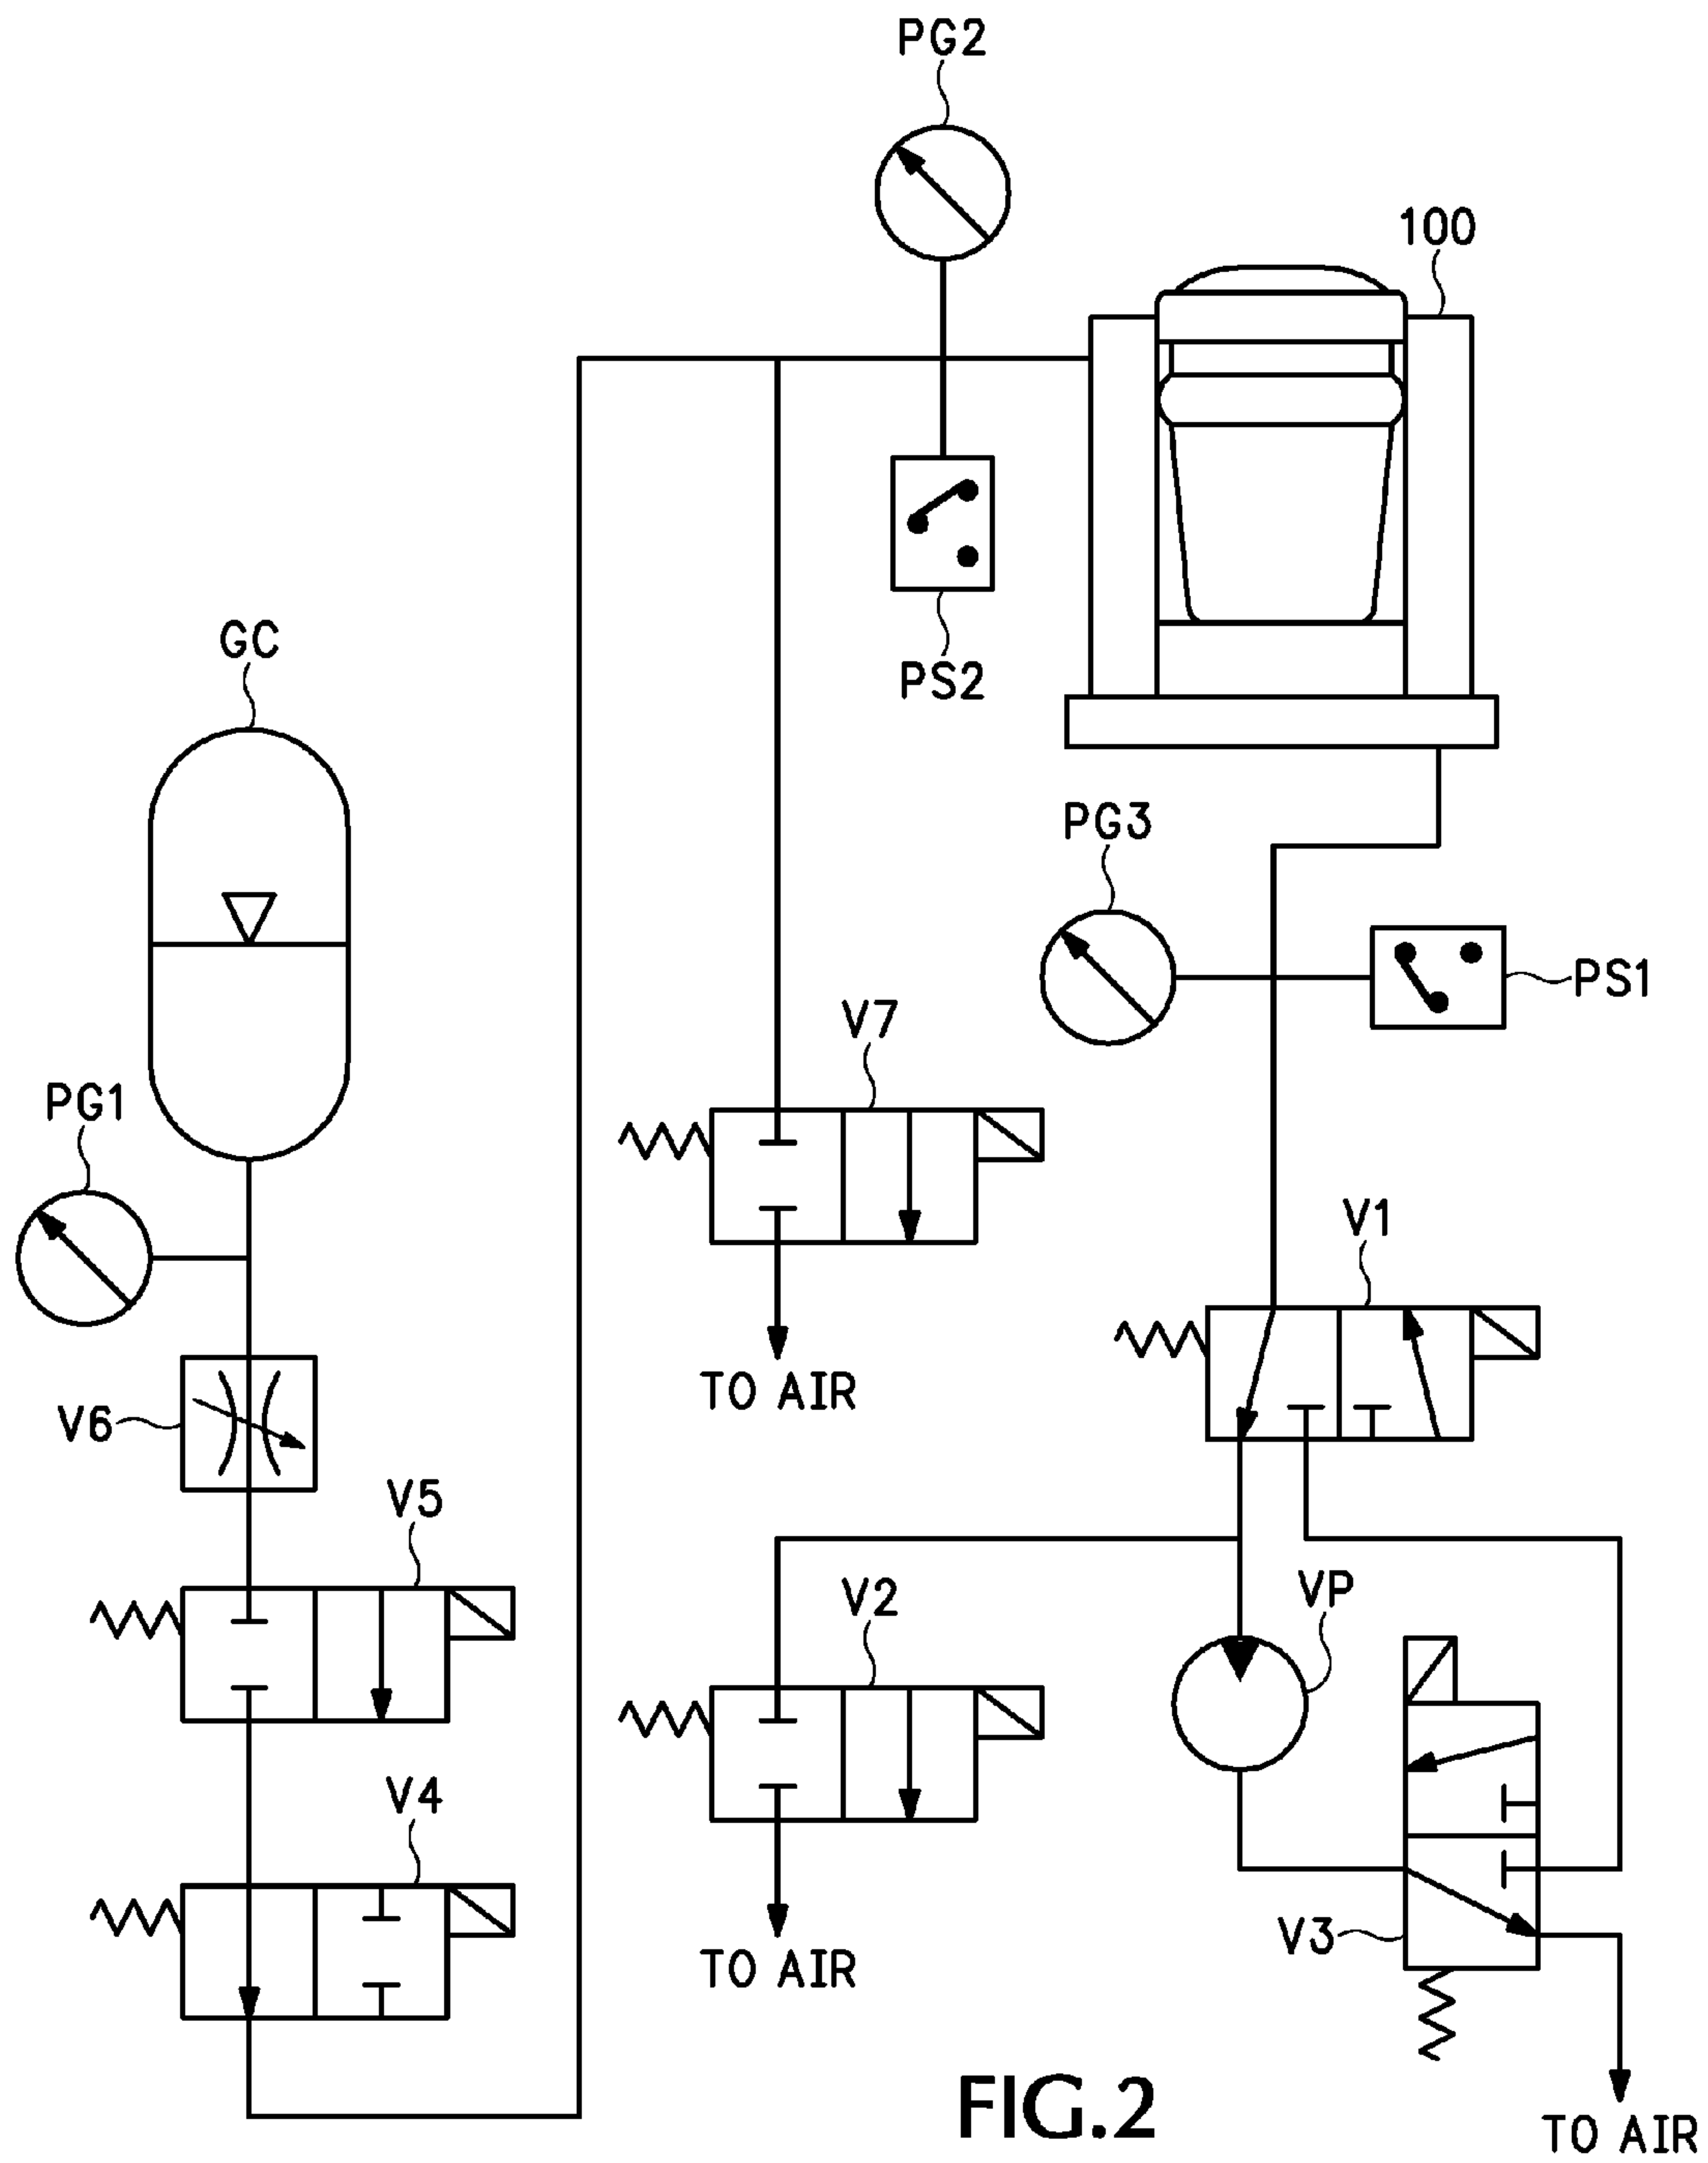 PG2
100
PS2
GC
PG3
PS1
V7
PG1
V1
TO AIR
V6
V5
V2
VP
V4
V3
TO AIR
FIG.2
TO AIR